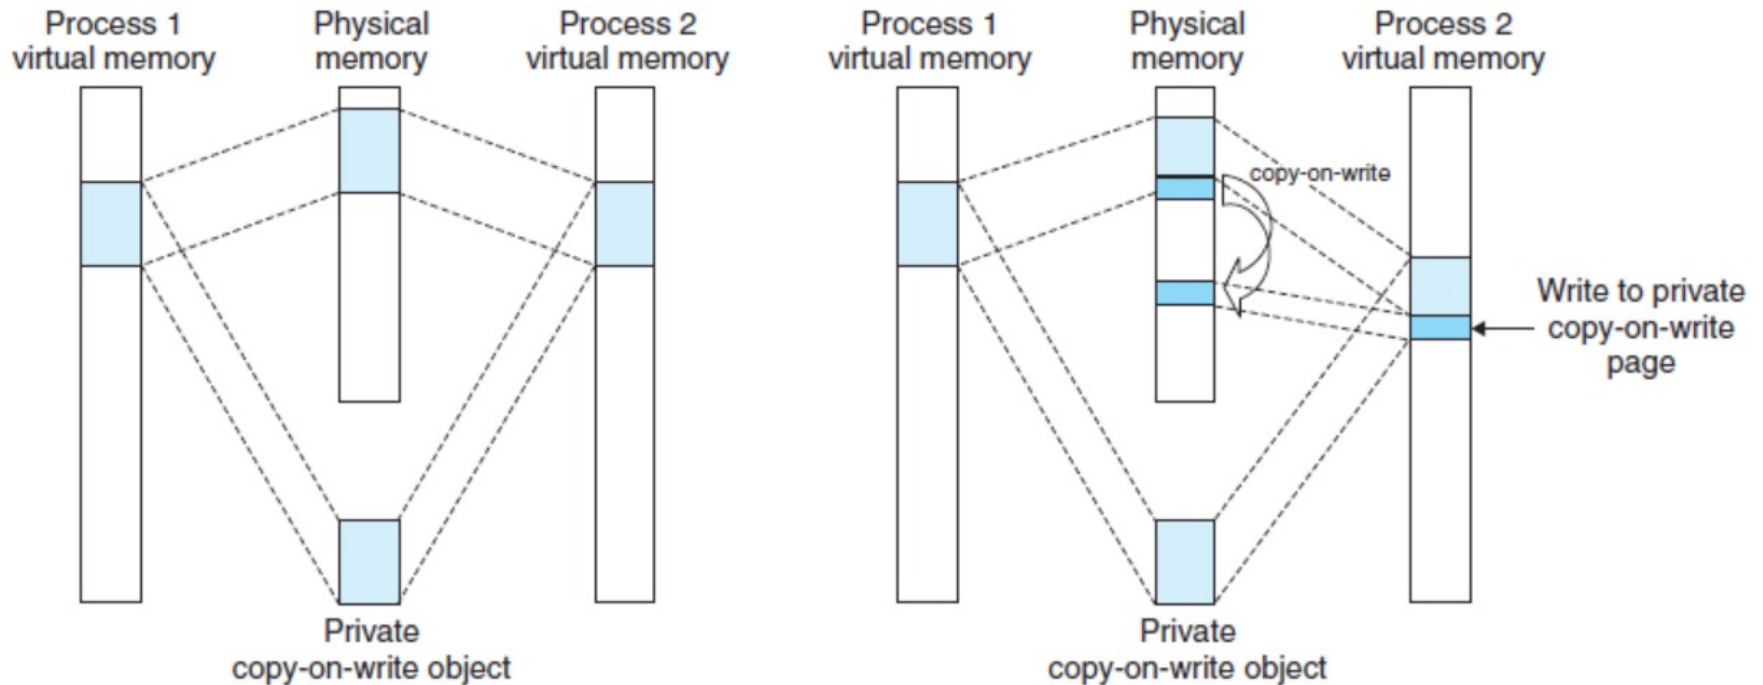 Process 1
virtual memory
Physical
memory
Process 2
virtual memory
Private
copy-on-write object
Process 1
virtual memory
Physical
memory
Process 2
virtual memory
copy-on-write
Write to private
copy-on-write
page
Private
copy-on-write object